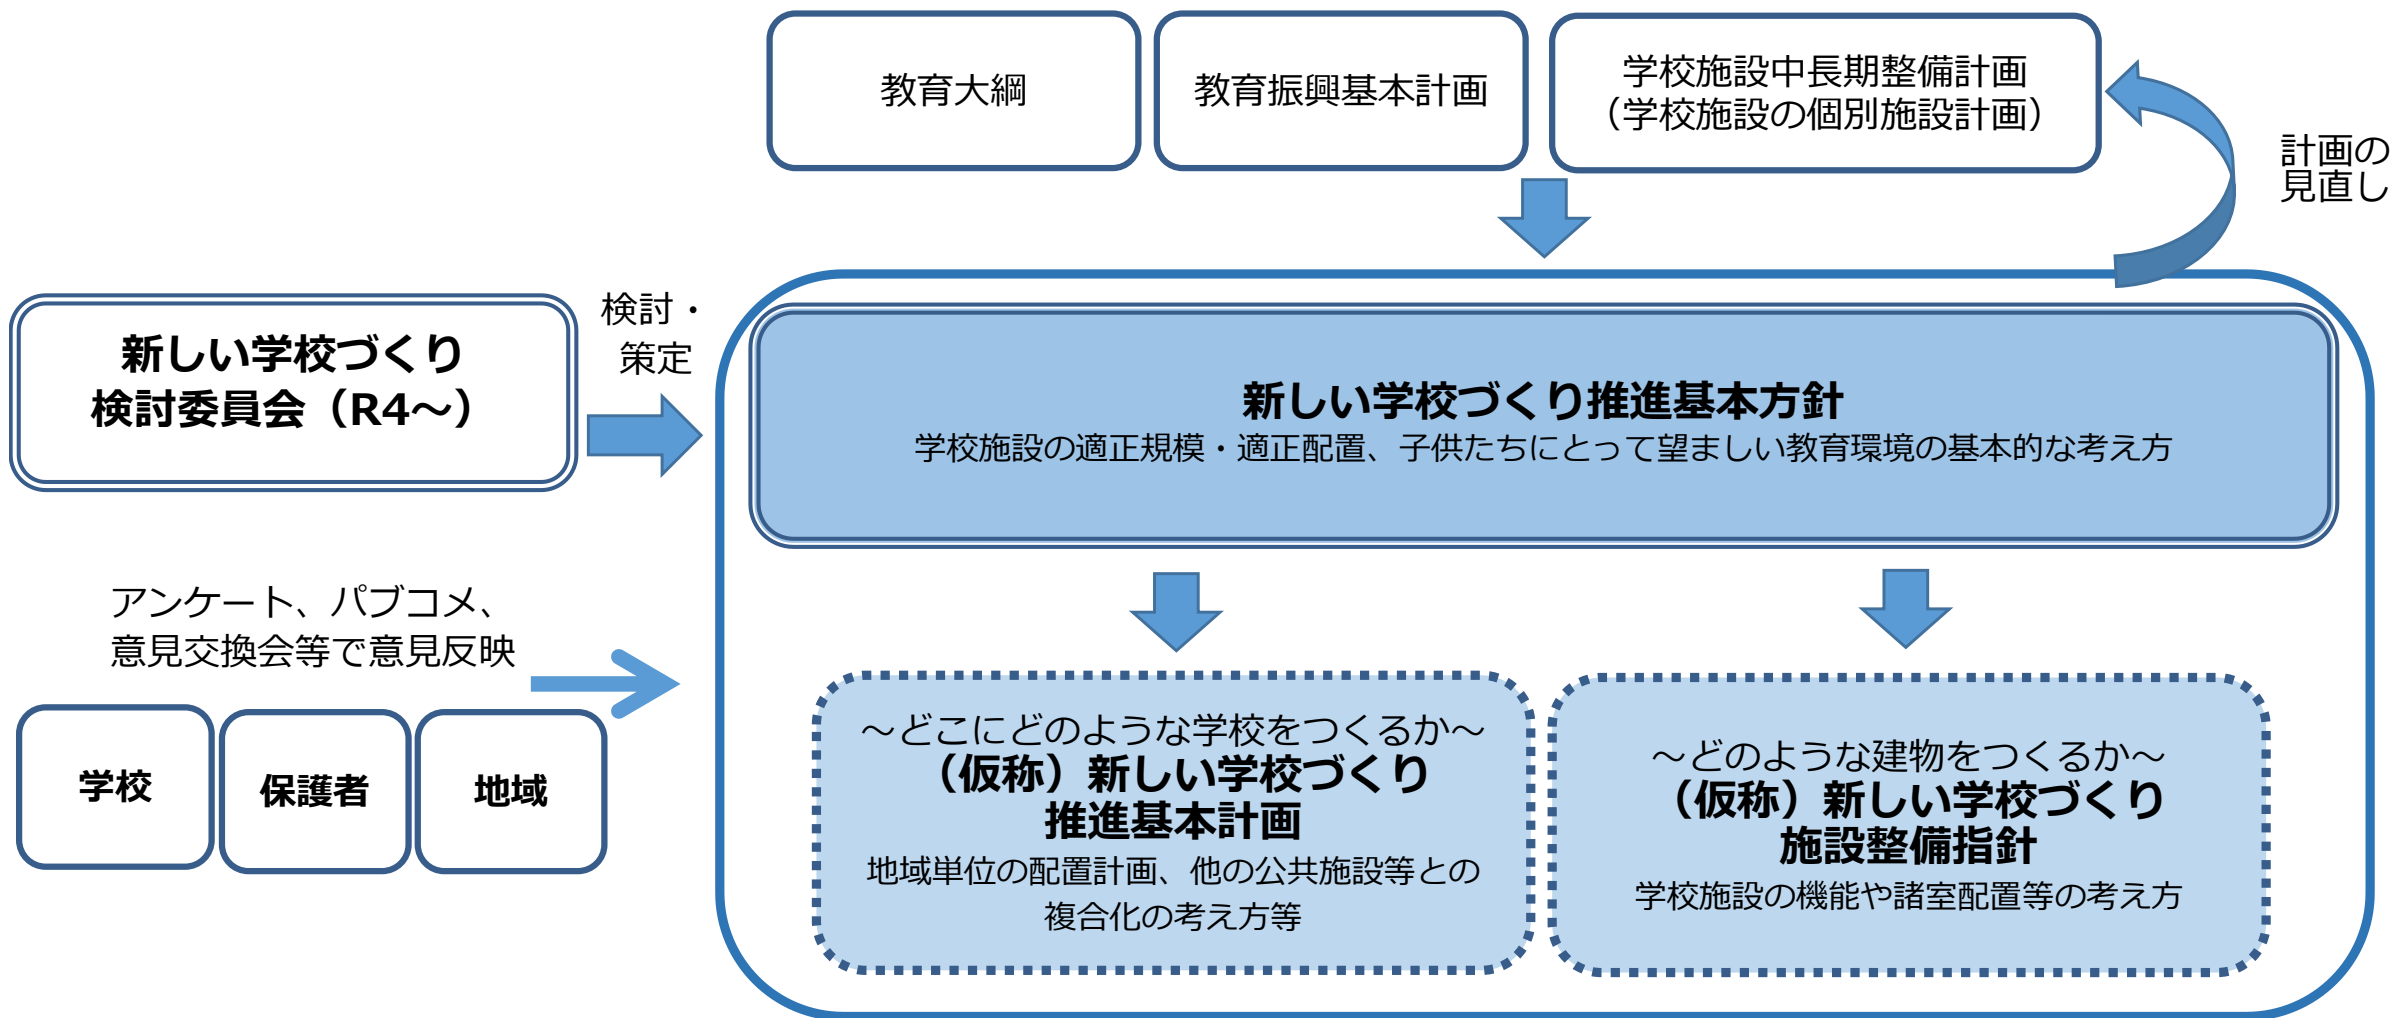 教育大綱
教育振興基本計画
学校施設中長期整備計画
（学校施設の個別施設計画）
計画の
見直し
新しい学校づくり
検討委員会（R4～）
検討・
策定
新しい学校づくり推進基本方針
学校施設の適正規模・適正配置、子供たちにとって望ましい教育環境の基本的な考え方
アンケート、パブコメ、
意見交換会等で意見反映
学校
保護者
地域
～どこにどのような学校をつくるか～
（仮称）新しい学校づくり
推進基本計画
地域単位の配置計画、他の公共施設等との
複合化の考え方等
～どのような建物をつくるか～
（仮称）新しい学校づくり
施設整備指針
学校施設の機能や諸室配置等の考え方